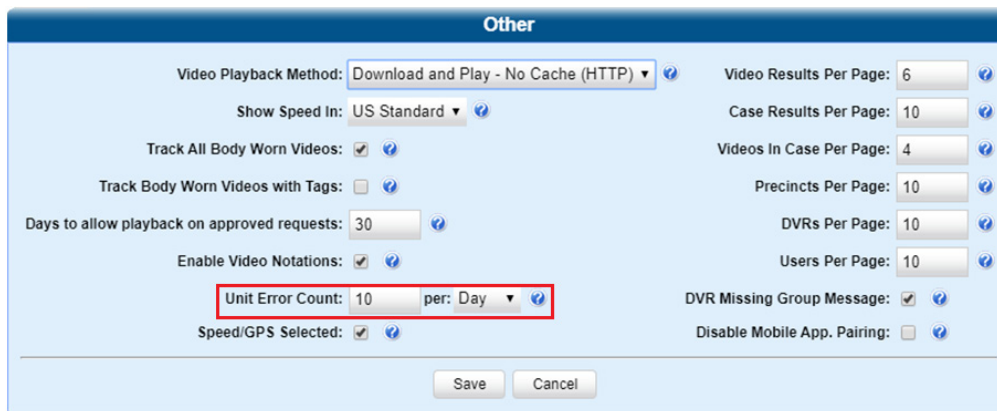 Other
Video Playback Method: Download and Play - No Cache (HTTP) Video Results Per Page: 6
Show Speed In: US Standard Case Results Per Page: 10
Track All Body Worn Videos: Videos In Case Per Page: 4
Track Body Worn Videos with Tags: Precincts Per Page: 10
Days to allow playback on approved requests: 30 DVRs Per Page: 10
Enable Video Notations: Users Per Page: 10
Unit Error Count: 10 per: Day DVR Missing Group Message:
Speed/GPS Selected: Disable Mobile App. Pairing:
Save Cancel